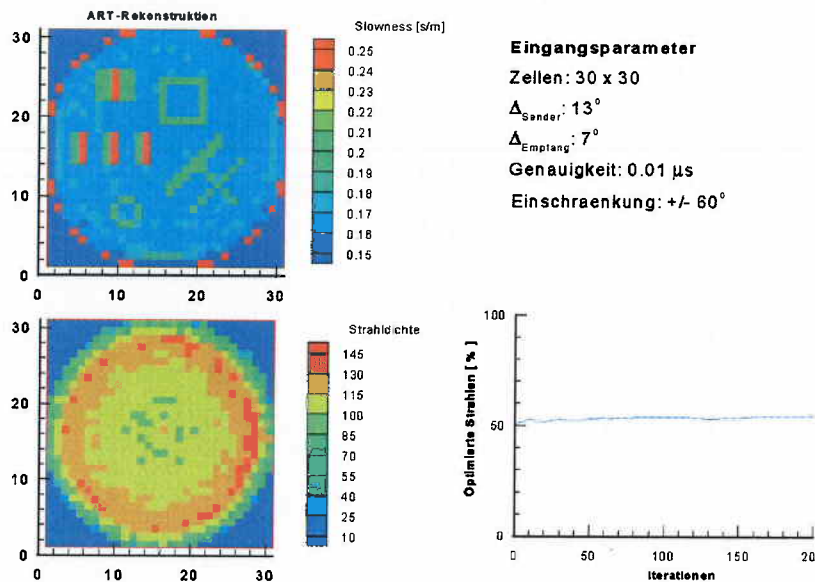 ART-Rekonstruktion
Slowness [s/m]
30
20
10
0
0 10 20 30
0.25
0.24
0.23
0.22
0.21
0.2
0.19
0.18
0.17
0.16
0.15
Eingangsparameter
Zellen: 30 x 30
ΔSender: 13°
ΔEmpfang: 7°
Genauigkeit: 0.01 µs
Einschraenkung: +/- 60°
Strahldichte
30
20
10
0
0 10 20 30
145
130
115
100
85
70
55
40
25
10
Optimierte Strahlen [%]
100
50
0
0 50 100 150 200
Iterationen